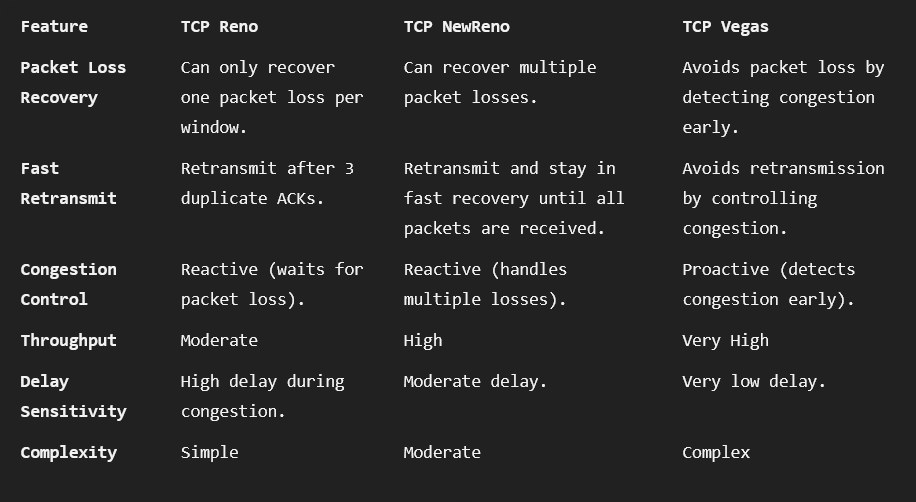 Feature TCP Reno TCP NewReno TCP Vegas
Packet Loss Can only recover Can recover multiple Avoids packet loss by
Recovery one packet loss per packet losses. detecting congestion
window. early.
Fast Retransmit after 3 Retransmit and stay in Avoids retransmission
Retransmit duplicate ACKs. fast recovery until all by controlling
packets are received. congestion.
Congestion Reactive (waits for Reactive (handles Proactive (detects
Control packet loss). multiple losses). congestion early).
Throughput Moderate High Very High
Delay High delay during Moderate delay. Very low delay.
Sensitivity congestion.
Complexity Simple Moderate Complex